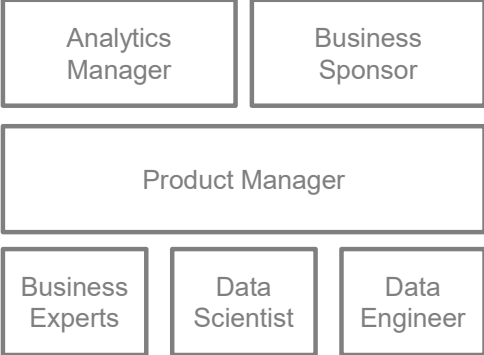 Analytics
Manager
Business
Sponsor
Product Manager
Business
Experts
Data
Scientist
Data
Engineer